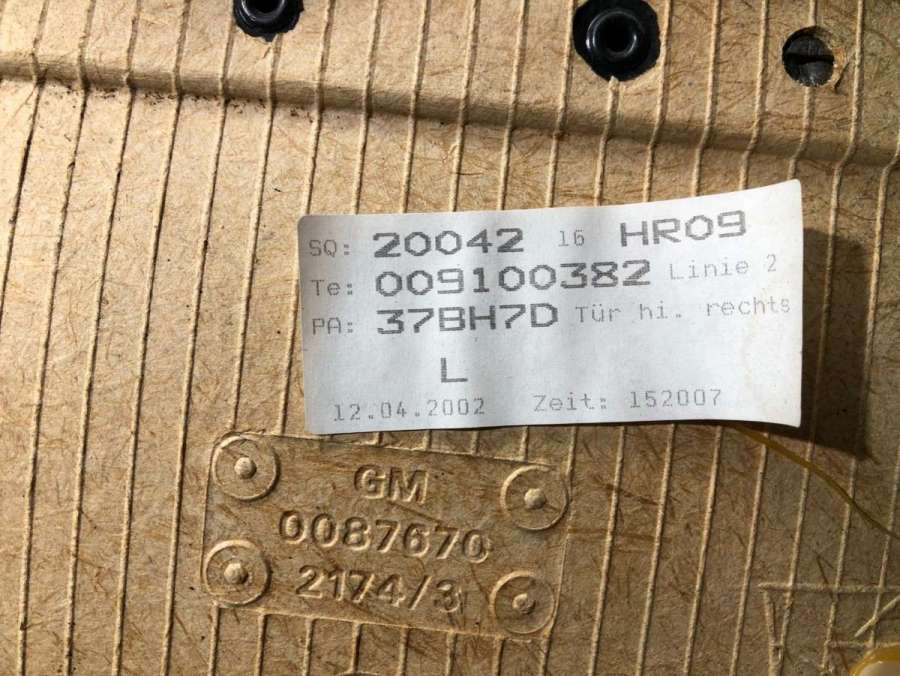 SQ: 20042 16 HR09
Te: 009100382 Linie 2
PA: 37BH7D Tür hi. rechts
L
12.04.2002 Zeit: 152007
GM
0087670
2174/3